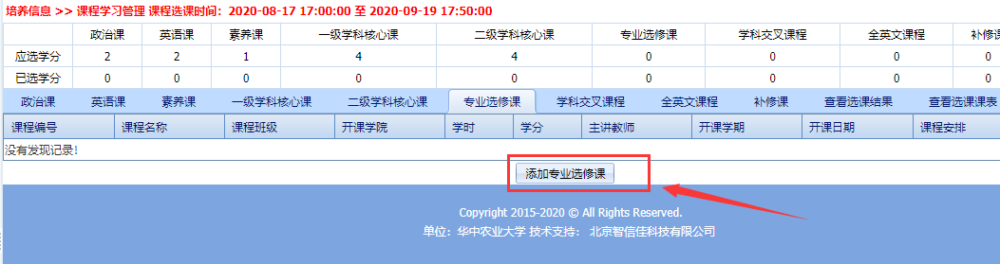 培养信息 >> 课程学习管理 课程选课时间：2020-08-17 17:00:00 至 2020-09-19 17:50:00
政治课 英语课 素养课 一级学科核心课 二级学科核心课 专业选修课 学科交叉课程 全英文课程 补修
应选学分 2 2 1 4 4 0 0 0 0
已选学分 0 0 0 0 0 0 0 0 0
政治课 英语课 素养课 一级学科核心课 二级学科核心课 专业选修课 学科交叉课程 全英文课程 补修课 查看选课结果 查看选课课表
课程编号 课程名称 课程班级 开课学院 学时 学分 主讲教师 开课学期 开课日期 课程安排
没有发现记录!
添加专业选修课
Copyright 2015-2020 © All Rights Reserved.
单位：华中农业大学 技术支持： 北京智信佳科技有限公司